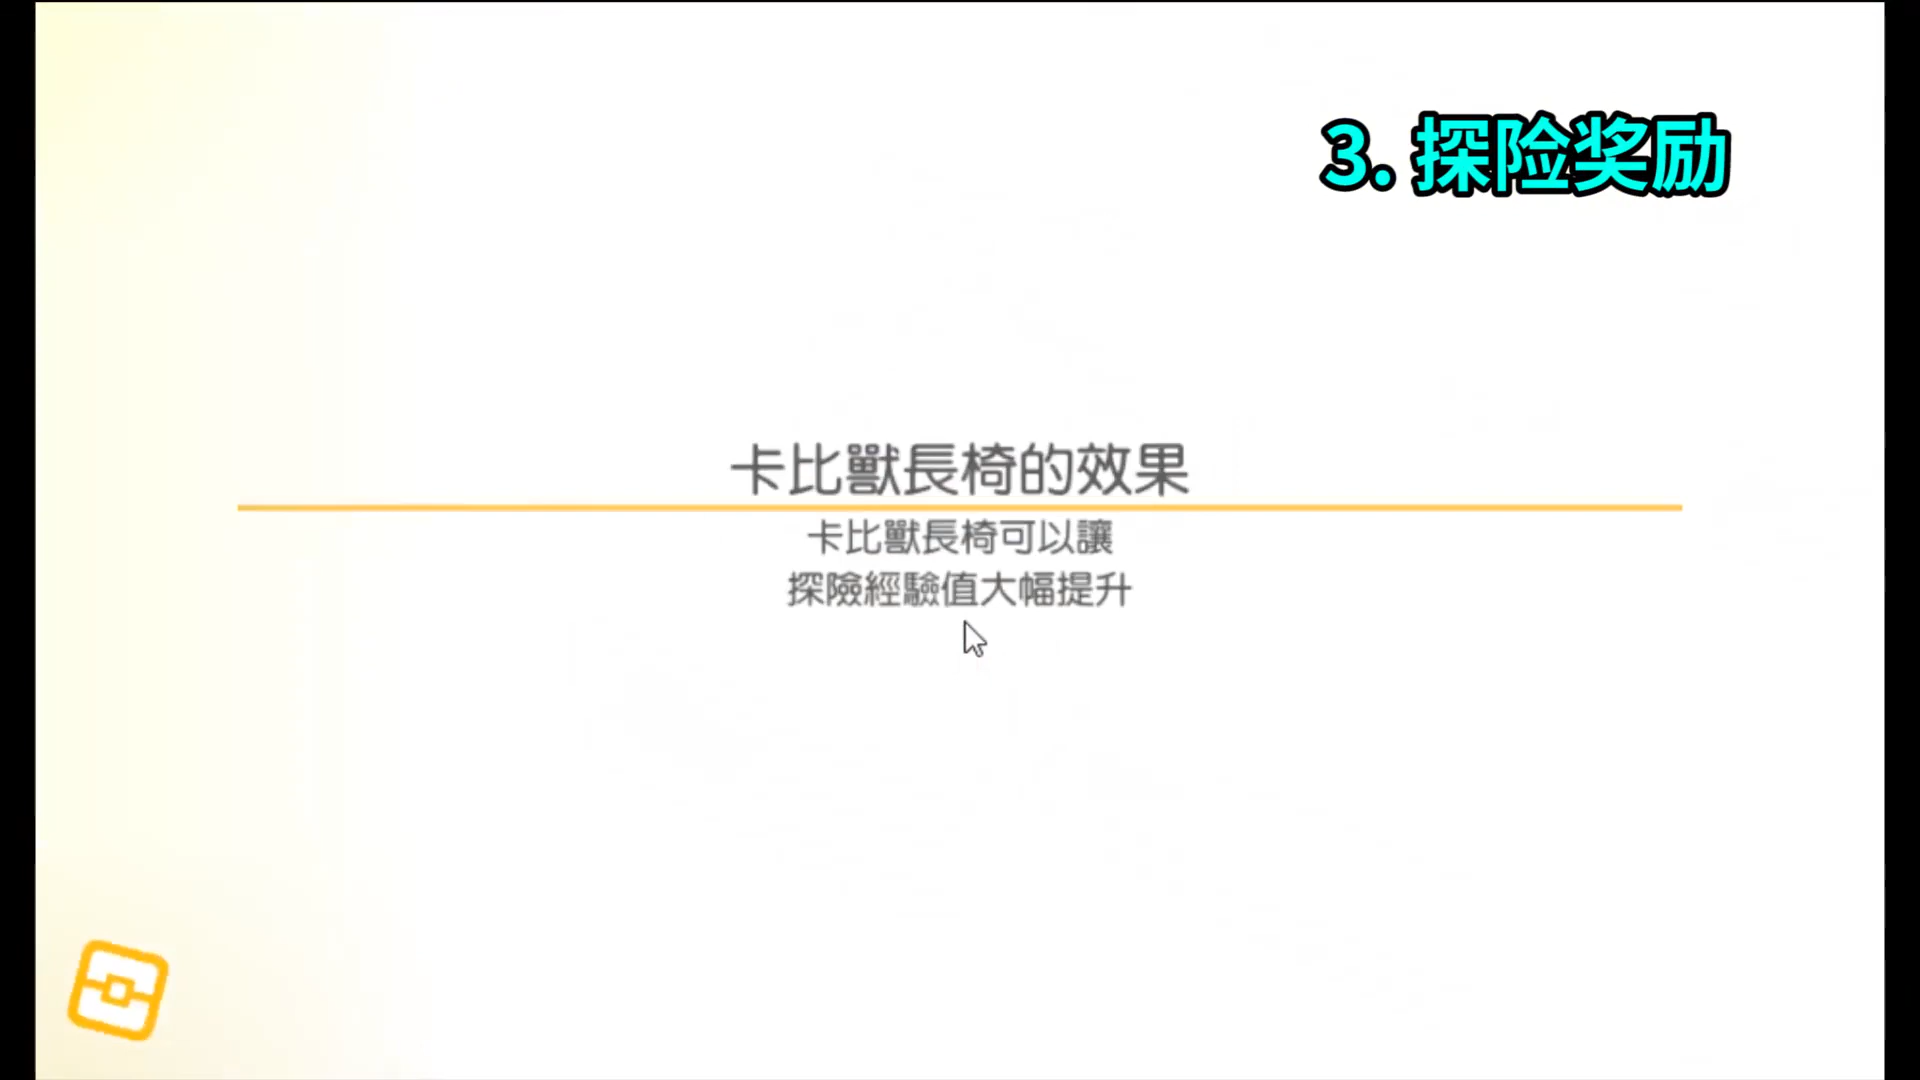 3. 探险奖励
卡比獸長椅的效果
卡比獸長椅可以讓
探險經驗值大幅提升